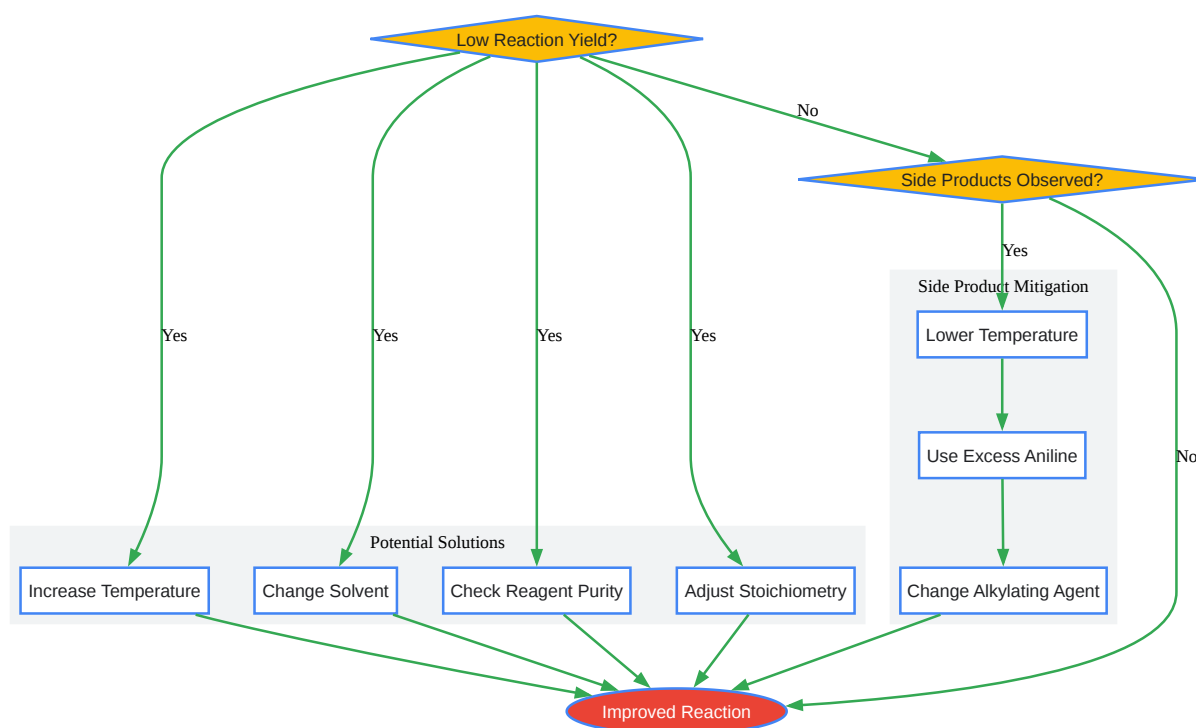 Low Reaction Yield?
No
Side Products Observed?
Yes
Side Product Mitigation
Lower Temperature
Yes
Yes
Yes
Yes
Use Excess Aniline
No
Potential Solutions
Increase Temperature
Change Solvent
Check Reagent Purity
Adjust Stoichiometry
Change Alkylating Agent
Improved Reaction